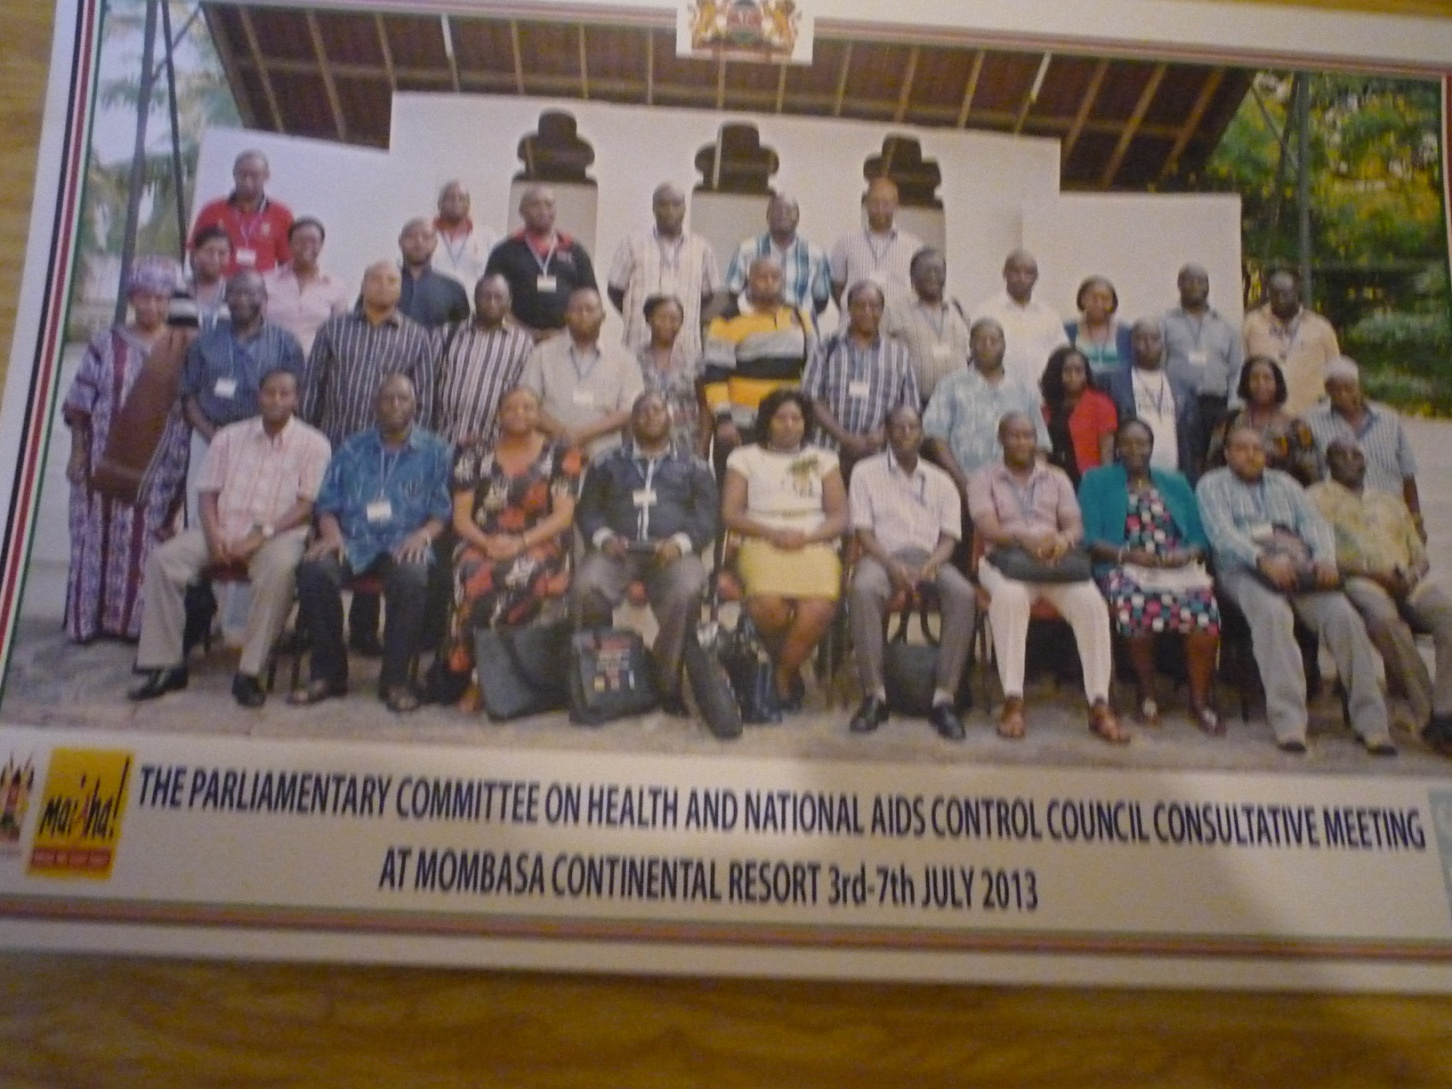 maisha!
THE PARLIAMENTARY COMMITTEE ON HEALTH AND NATIONAL AIDS CONTROL COUNCIL CONSULTATIVE MEETING
AT MOMBASA CONTINENTAL RESORT 3rd-7th JULY 2013